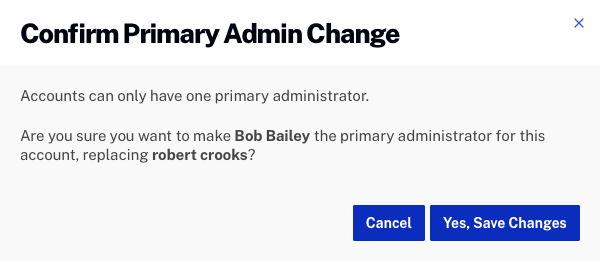 Confirm Primary Admin Change
Accounts can only have one primary administrator.
Are you sure you want to make Bob Bailey the primary administrator for this
account, replacing robert crooks?
Cancel
Yes, Save Changes